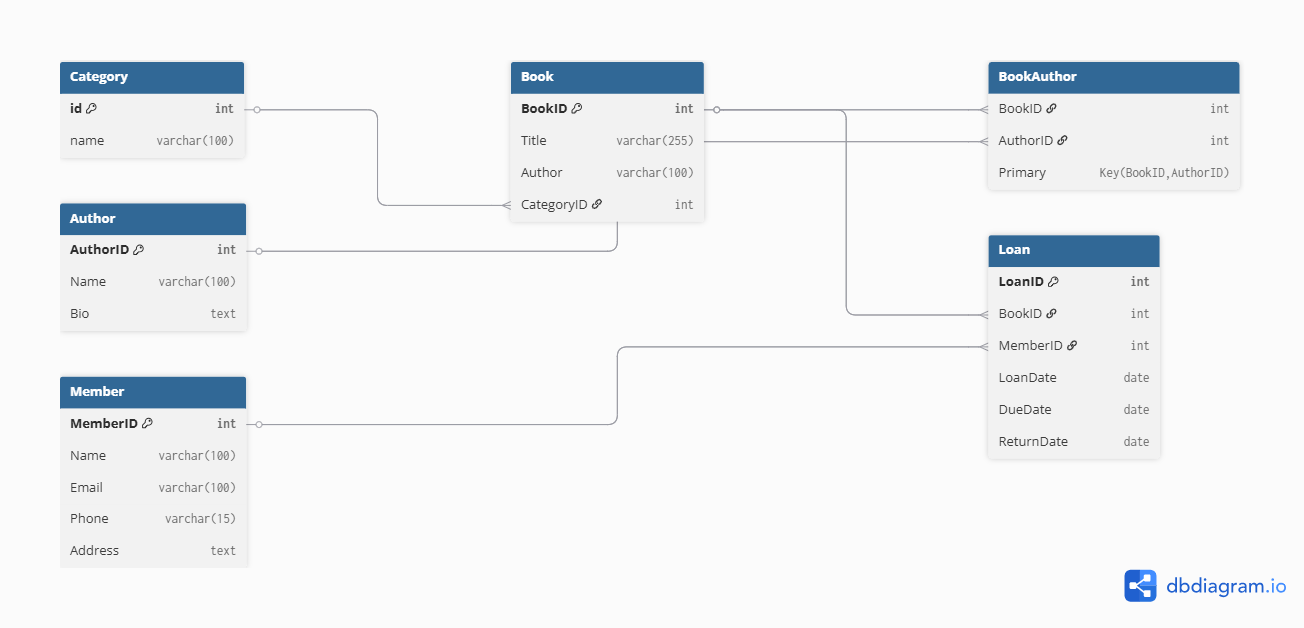 Category
id int
name varchar(100)
Author
AuthorID int
Name varchar(100)
Bio text
Member
MemberID int
Name varchar(100)
Email varchar(100)
Phone varchar(15)
Address text
Book
BookID int
Title varchar(255)
Author varchar(100)
CategoryID int
BookAuthor
BookID int
AuthorID int
Primary Key(BookID,AuthorID)
Loan
LoanID int
BookID int
MemberID int
LoanDate date
DueDate date
ReturnDate date
dbdiagram.io